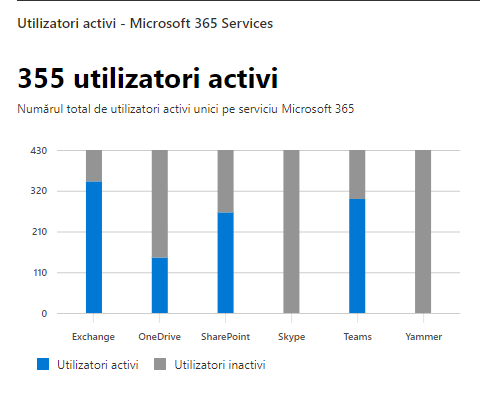 Utilizatori activi - Microsoft 365 Services
355 utilizatori activi
Numărul total de utilizatori activi unici pe serviciu Microsoft 365
430
320
210
110
0
Exchange OneDrive SharePoint Skype Teams Yammer
Utilizatori activi Utilizatori inactivi